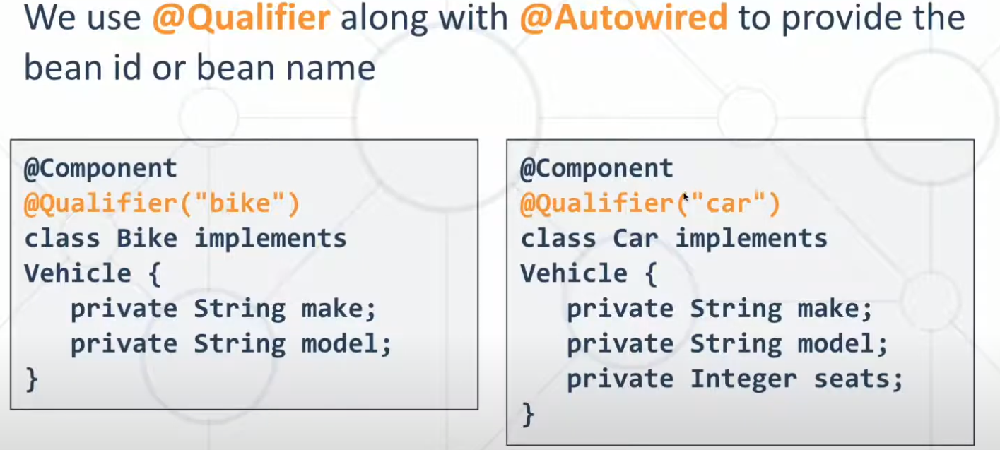 We use @Qualifier along with @Autowired to provide the
bean id or bean name
@Component
@Qualifier("bike")
class Bike implements
Vehicle {
   private String make;
   private String model;
}
@Component
@Qualifier("car")
class Car implements
Vehicle {
   private String make;
   private String model;
   private Integer seats;
}